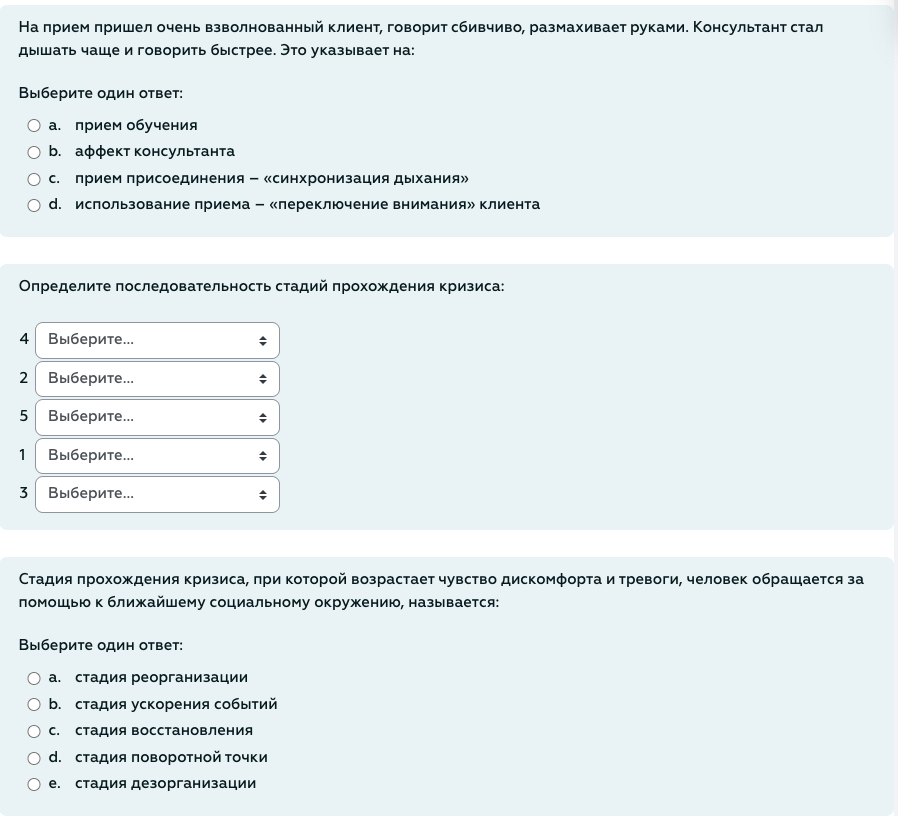 На прием пришел очень взволнованный клиент, говорит сбивчиво, размахивает руками. Консультант стал
дышать чаще и говорить быстрее. Это указывает на:
Выберите один ответ:
a. прием обучения
b. аффект консультанта
c. прием присоединения – «синхронизация дыхания»
d. использование приема – «переключение внимания» клиента
Определите последовательность стадий прохождения кризиса:
4 Выберите...
2 Выберите...
5 Выберите...
1 Выберите...
3 Выберите...
Стадия прохождения кризиса, при которой возрастает чувство дискомфорта и тревоги, человек обращается за
помощью к ближайшему социальному окружению, называется:
Выберите один ответ:
a. стадия реорганизации
b. стадия ускорения событий
c. стадия восстановления
d. стадия поворотной точки
e. стадия дезорганизации